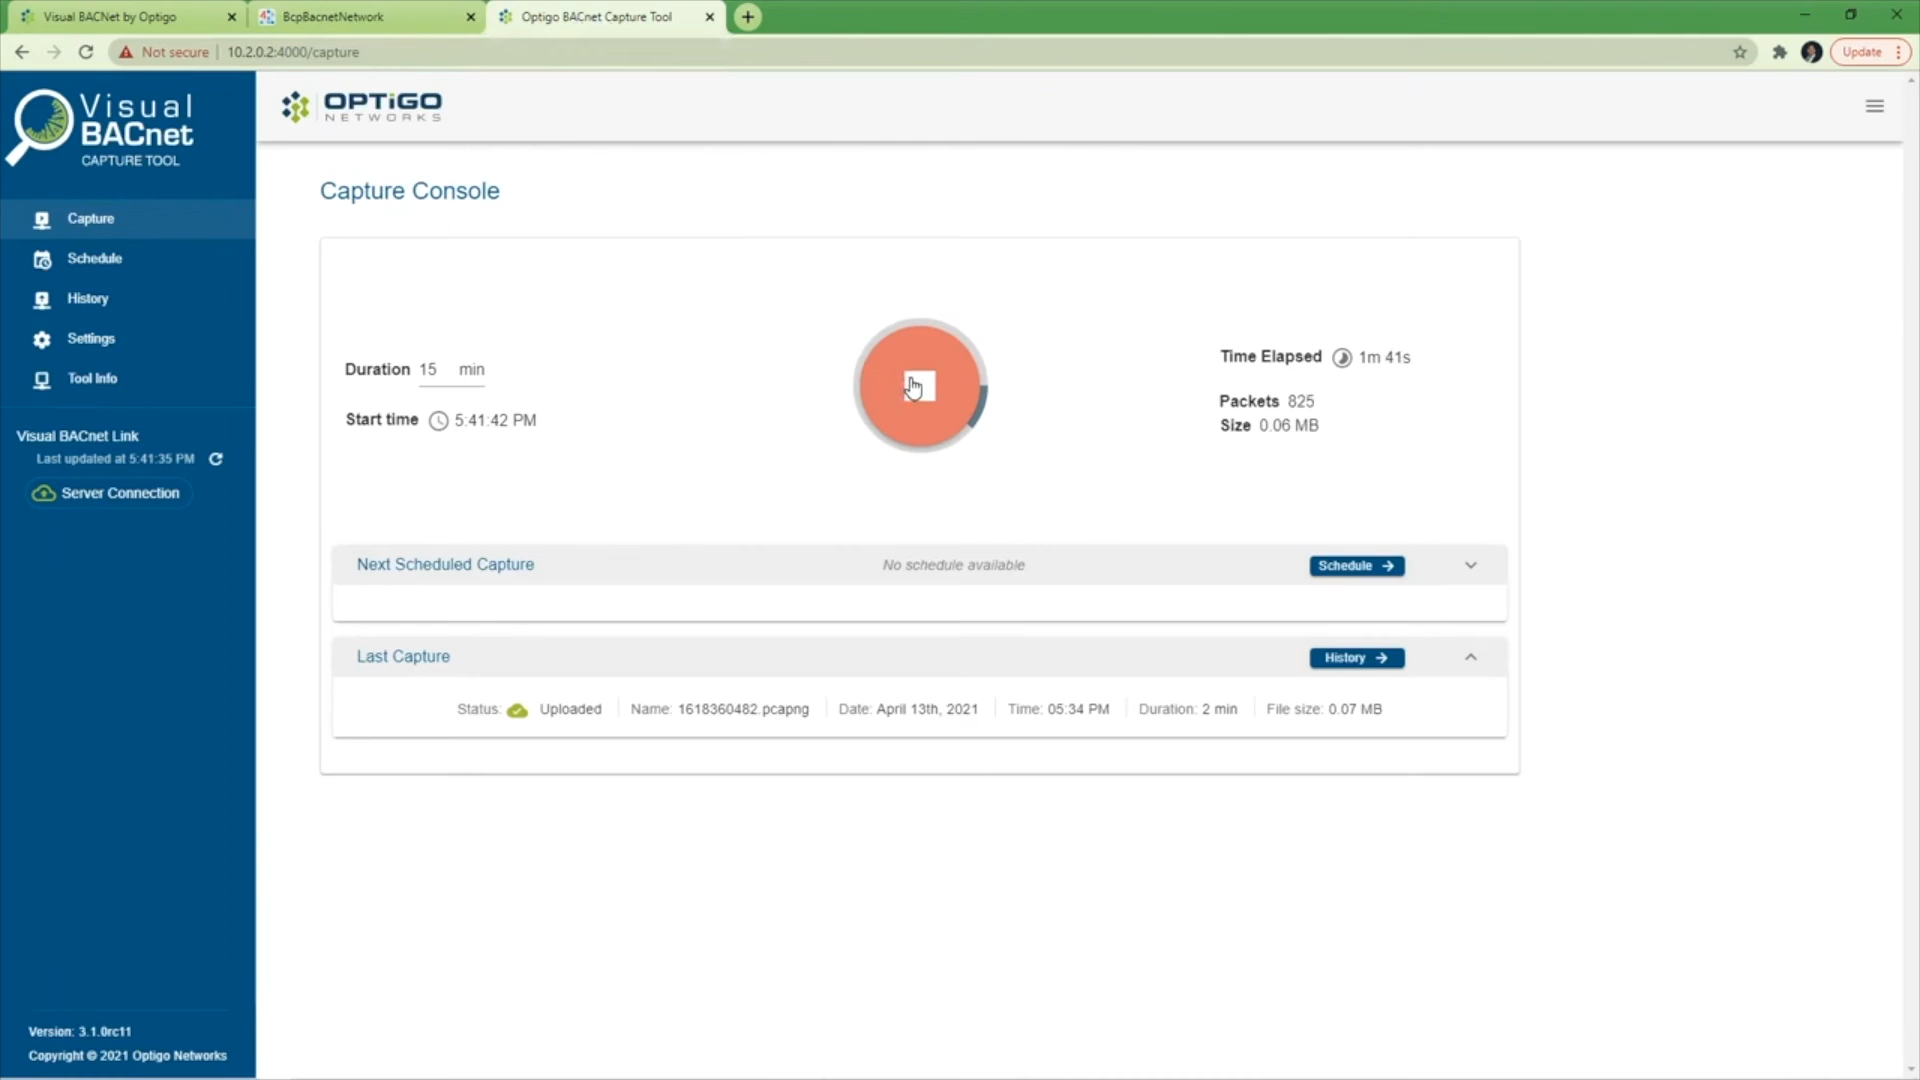 Visual BACNet by Optigo
BcpBacnetNetwork
Optigo BACnet Capture Tool
Not secure | 10.2.0.2:4000/capture
Update
Visual
BACnet
CAPTURE TOOL
OPTiGO
NETWORKS
Capture
Schedule
History
Settings
Tool Info
Visual BACnet Link
Last updated at 5:41:35 PM
Server Connection
Version: 3.1.0rc11
Copyright © 2021 Optigo Networks
Capture Console
Duration 15 min
Start time 5:41:42 PM
Time Elapsed 1m 41s
Packets 825
Size 0.06 MB
Next Scheduled Capture No schedule available Schedule →
Last Capture History →
Status: Uploaded Name: 1618360482.pcapng Date: April 13th, 2021 Time: 05:34 PM Duration: 2 min File size: 0.07 MB